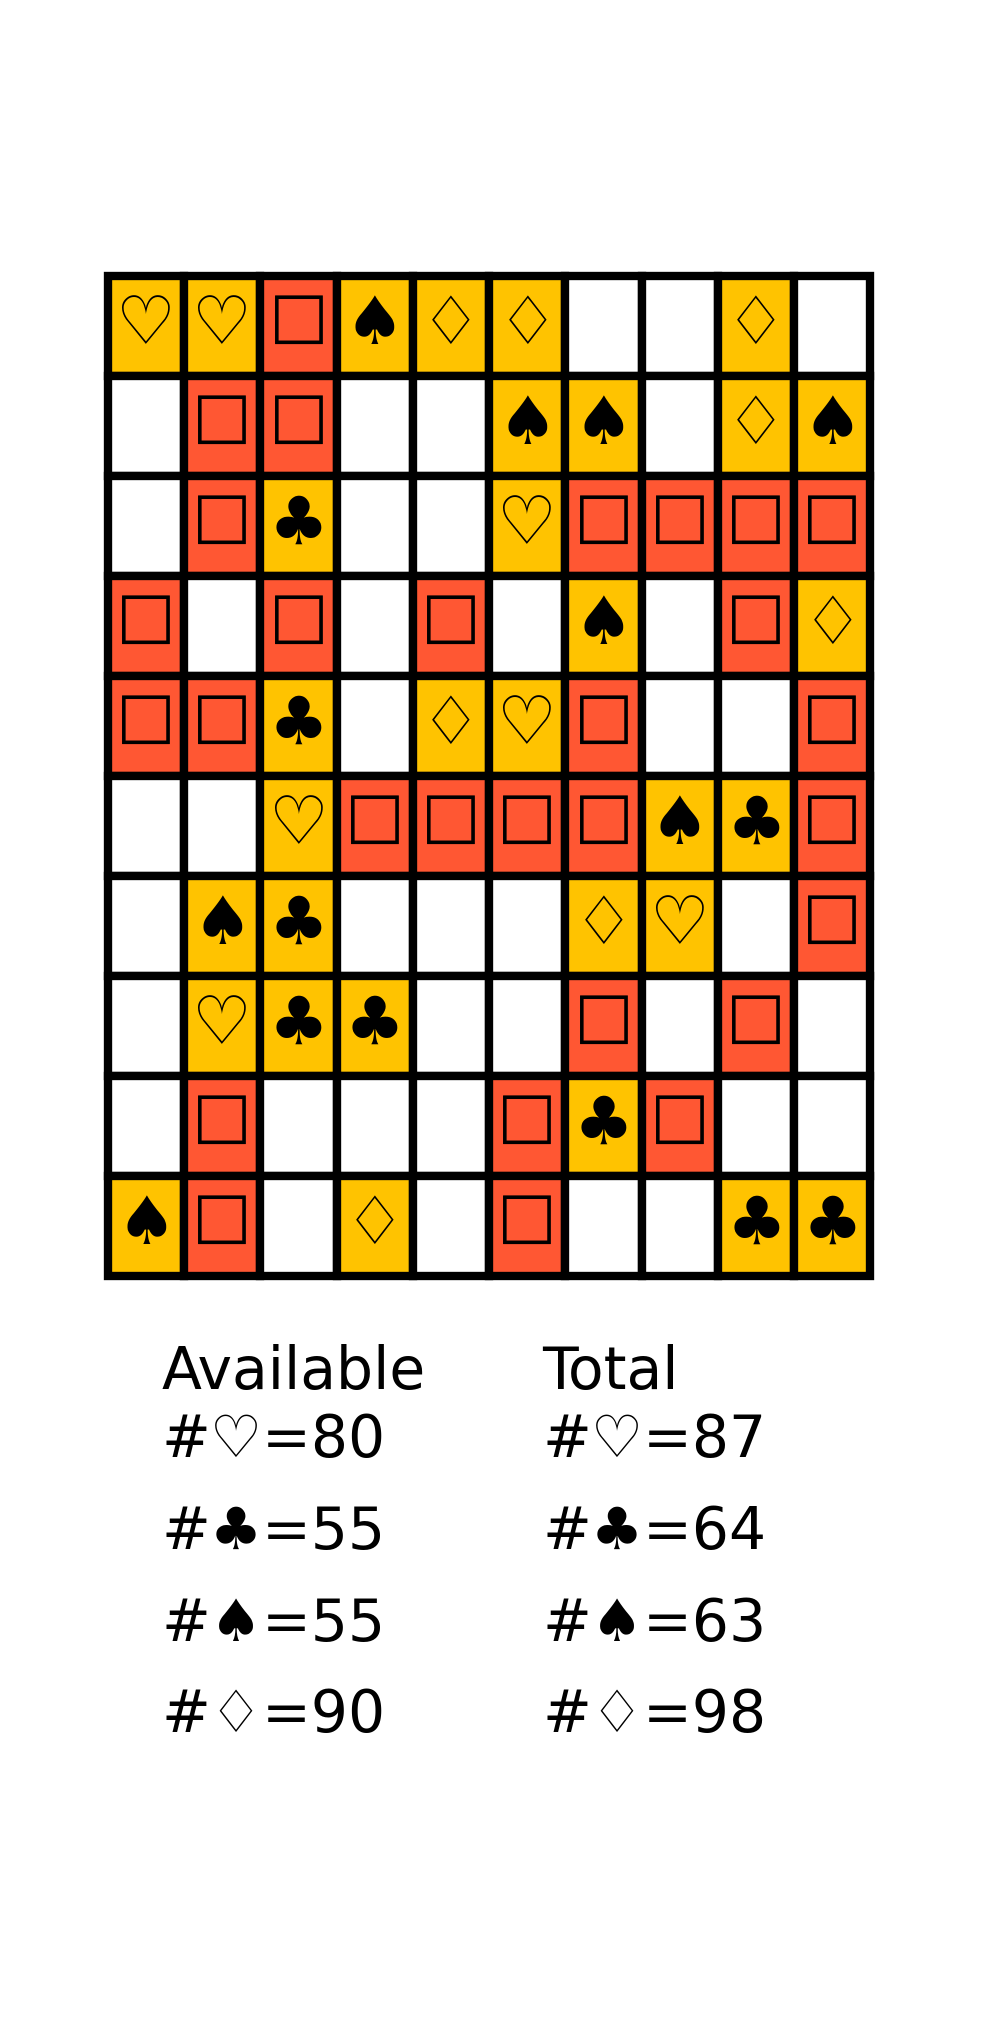 ♡ ♡ □ ♠ ♢ ♢ ♢
□ □ ♠ ♠ ♢ ♠
□ ♣ ♡ □ □ □ □
□ □ □ ♠ □ ♢
□ □ ♣ ♢ ♡ □ □
♡ □ □ □ □ ♠ ♣ □
♠ ♣ ♢ ♡ □
♡ ♣ ♣ □ □
□ □ ♣ □
♠ □ ♢ □ ♣ ♣
Available Total
#♡=80 #♡=87
#♣=55 #♣=64
#♠=55 #♠=63
#♢=90 #♢=98